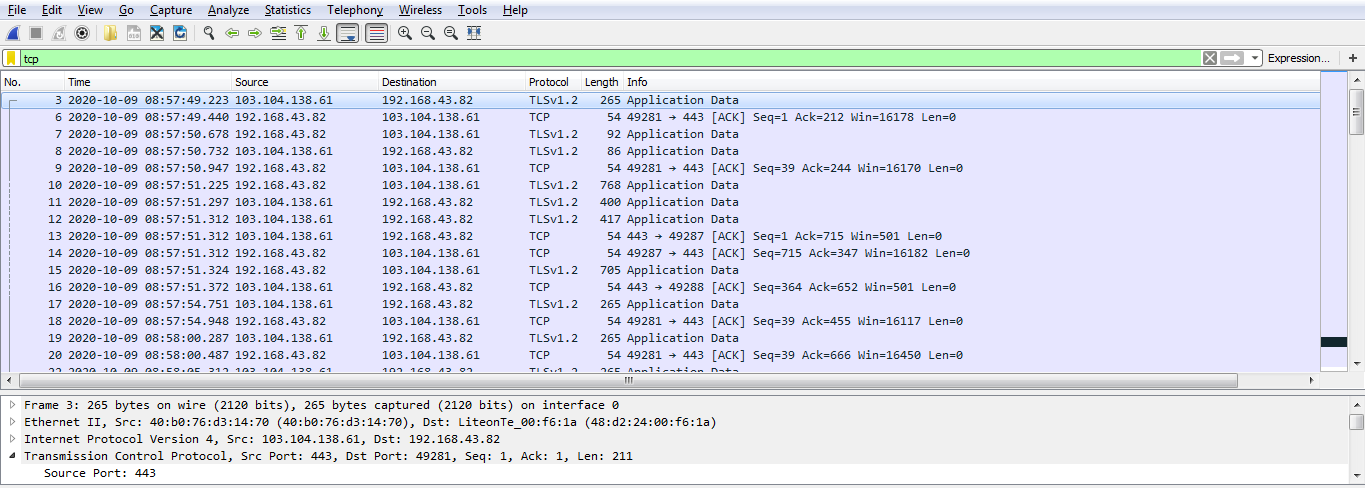 File Edit View Go Capture Analyze Statistics Telephony Wireless Tools Help
tcp Expression... +
No. Time Source Destination Protocol Length Info
3 2020-10-09 08:57:49.223 103.104.138.61 192.168.43.82 TLSv1.2 265 Application Data
6 2020-10-09 08:57:49.440 192.168.43.82 103.104.138.61 TCP 54 49281 → 443 [ACK] Seq=1 Ack=212 Win=16178 Len=0
7 2020-10-09 08:57:50.678 192.168.43.82 103.104.138.61 TLSv1.2 92 Application Data
8 2020-10-09 08:57:50.732 103.104.138.61 192.168.43.82 TLSv1.2 86 Application Data
9 2020-10-09 08:57:50.947 192.168.43.82 103.104.138.61 TCP 54 49281 → 443 [ACK] Seq=39 Ack=244 Win=16170 Len=0
10 2020-10-09 08:57:51.225 192.168.43.82 103.104.138.61 TLSv1.2 768 Application Data
11 2020-10-09 08:57:51.297 103.104.138.61 192.168.43.82 TLSv1.2 400 Application Data
12 2020-10-09 08:57:51.312 103.104.138.61 192.168.43.82 TLSv1.2 417 Application Data
13 2020-10-09 08:57:51.312 103.104.138.61 192.168.43.82 TCP 54 443 → 49287 [ACK] Seq=1 Ack=715 Win=501 Len=0
14 2020-10-09 08:57:51.312 192.168.43.82 103.104.138.61 TCP 54 49287 → 443 [ACK] Seq=715 Ack=347 Win=16182 Len=0
15 2020-10-09 08:57:51.324 192.168.43.82 103.104.138.61 TLSv1.2 705 Application Data
16 2020-10-09 08:57:51.372 103.104.138.61 192.168.43.82 TCP 54 443 → 49288 [ACK] Seq=364 Ack=652 Win=501 Len=0
17 2020-10-09 08:57:54.751 103.104.138.61 192.168.43.82 TLSv1.2 265 Application Data
18 2020-10-09 08:57:54.948 192.168.43.82 103.104.138.61 TCP 54 49281 → 443 [ACK] Seq=39 Ack=455 Win=16117 Len=0
19 2020-10-09 08:58:00.287 103.104.138.61 192.168.43.82 TLSv1.2 265 Application Data
20 2020-10-09 08:58:00.487 192.168.43.82 103.104.138.61 TCP 54 49281 → 443 [ACK] Seq=39 Ack=666 Win=16450 Len=0
22 2020-10-09 08:58:05.312 103.104.138.61 192.168.43.82 TLSv1.2 265 Application Data
Frame 3: 265 bytes on wire (2120 bits), 265 bytes captured (2120 bits) on interface 0
Ethernet II, Src: 40:b0:76:d3:14:70 (40:b0:76:d3:14:70), Dst: LiteonTe_00:f6:1a (48:d2:24:00:f6:1a)
Internet Protocol Version 4, Src: 103.104.138.61, Dst: 192.168.43.82
Transmission Control Protocol, Src Port: 443, Dst Port: 49281, Seq: 1, Ack: 1, Len: 211
Source Port: 443